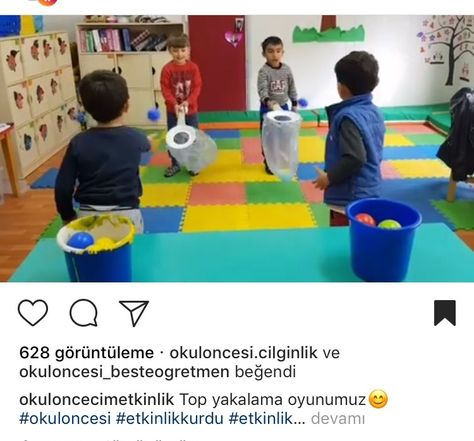 628 görüntüleme · okuloncesi.cilginlik ve
okuloncesi_besteogretmen beğendi
okuloncecimetkinlik Top yakalama oyunumuz😊
#okuloncesi #etkinlikkurdu #etkinlik... devamı